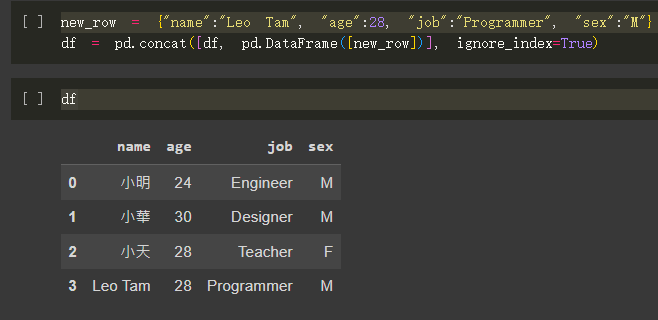 [ ] new_row = {"name":"Leo Tam", "age":28, "job":"Programmer", "sex":"M"}
df = pd.concat([df, pd.DataFrame([new_row])], ignore_index=True)
[ ] df
name age job sex
0 小明 24 Engineer M
1 小華 30 Designer M
2 小天 28 Teacher F
3 Leo Tam 28 Programmer M